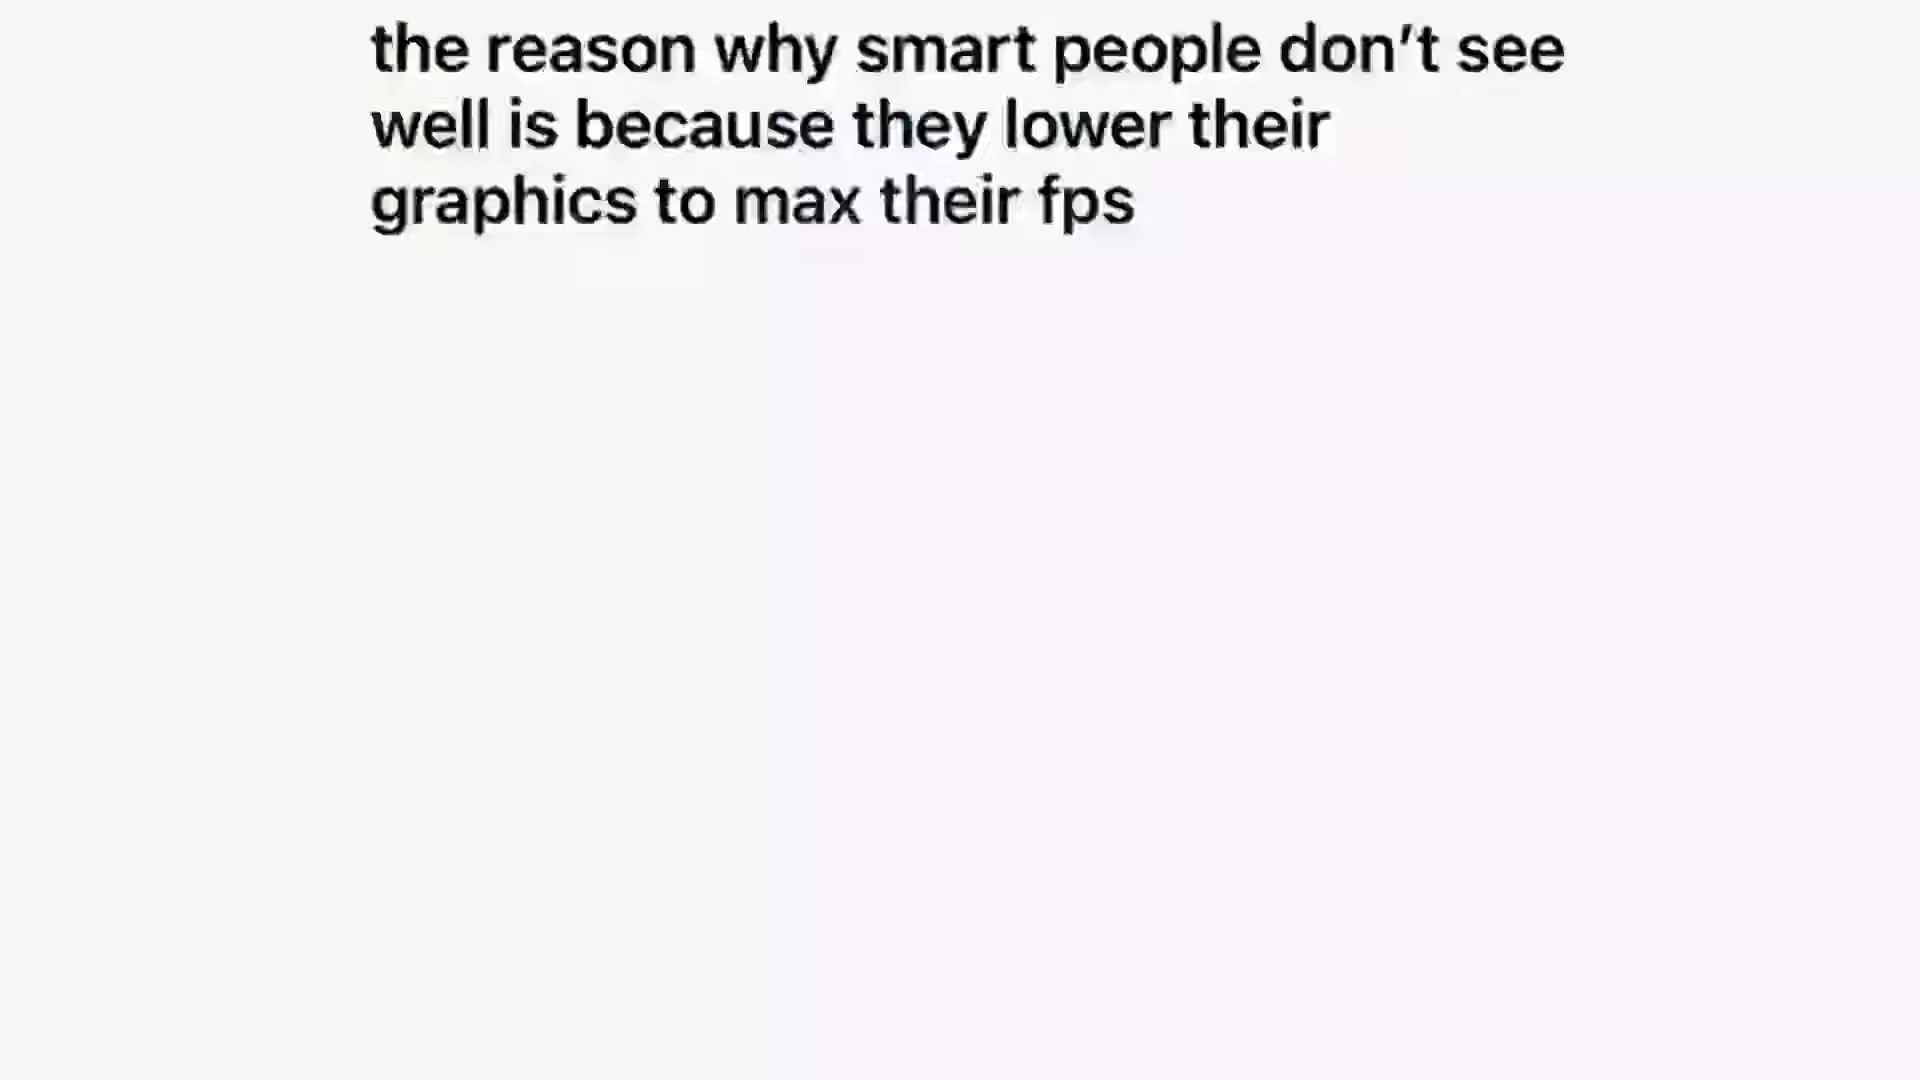 the reason why smart people don’t see
well is because they lower their
graphics to max their fps